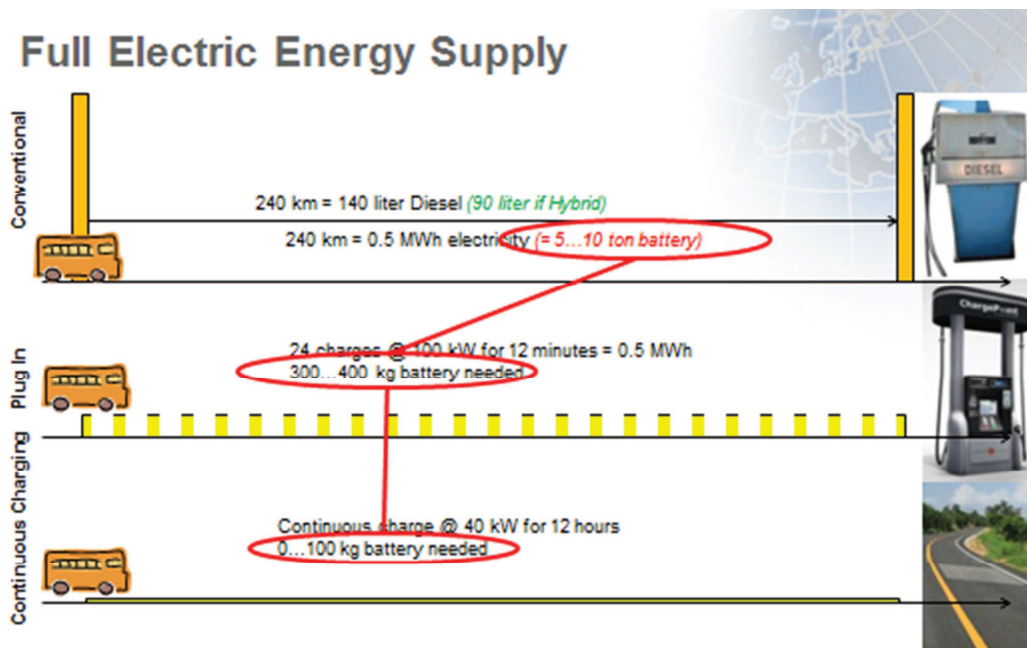 Full Electric Energy Supply
Conventional
240 km = 140 liter Diesel (90 liter if Hybrid)
240 km = 0.5 MWh electricity (= 5...10 ton battery)
DIESEL
Plug In
24 charges @ 100 kW for 12 minutes = 0.5 MWh
300...400 kg battery needed
ChargePoint
Continuous Charging
Continuous charge @ 40 kW for 12 hours
0...100 kg battery needed